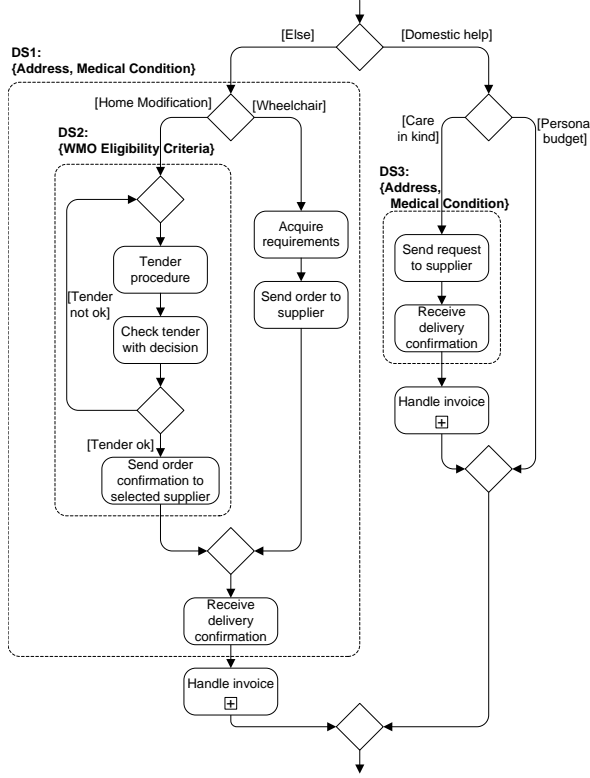 [Else]
[Domestic help]
DS1:
{Address, Medical Condition}
[Home Modification]
[Wheelchair]
[Care
in kind]
[Persona
budget]
DS2:
{WMO Eligibility Criteria}
DS3:
{Address,
Medical Condition}
Acquire
requirements
Send request
to supplier
Tender
procedure
[Tender
not ok]
Send order to
supplier
Receive
delivery
confirmation
Check tender
with decision
Handle invoice
[Tender ok]
Send order
confirmation to
selected supplier
Receive
delivery
confirmation
Handle invoice